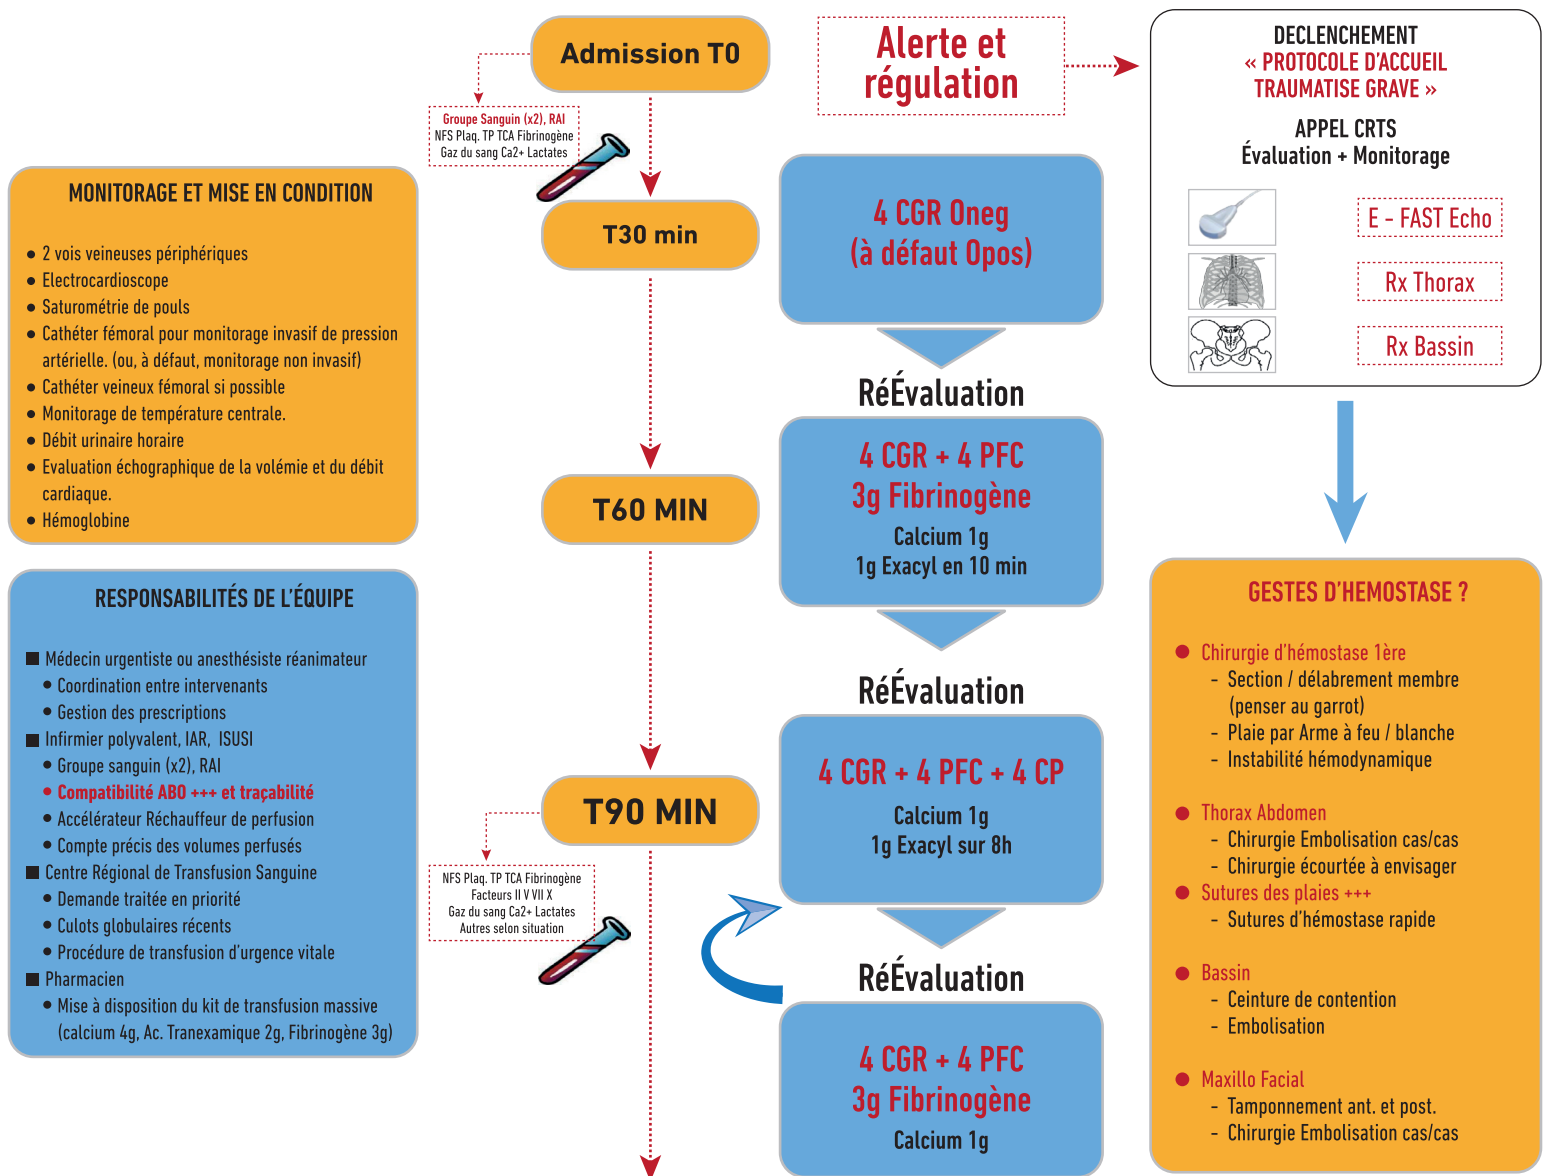 Admission T0
Groupe Sanguin (x2), RAI
NFS Plaq. TP TCA Fibrinogène
Gaz du sang Ca2+ Lactates
T30 min
T60 MIN
T90 MIN
NFS Plaq. TP TCA Fibrinogène
Facteurs II V VII X
Gaz du sang Ca2+ Lactates
Autres selon situation
MONITORAGE ET MISE EN CONDITION
• 2 vois veineuses périphériques
• Electrocardioscope
• Saturométrie de pouls
• Cathéter fémoral pour monitorage invasif de pression
artérielle. (ou, à défaut, monitorage non invasif)
• Cathéter veineux fémoral si possible
• Monitorage de température centrale.
• Débit urinaire horaire
• Evaluation échographique de la volémie et du débit
cardiaque.
• Hémoglobine
RESPONSABILITÉS DE L’ÉQUIPE
■ Médecin urgentiste ou anesthésiste réanimateur
• Coordination entre intervenants
• Gestion des prescriptions
■ Infirmier polyvalent, IAR, ISUSI
• Groupe sanguin (x2), RAI
• Compatibilité ABO +++ et traçabilité
• Accélérateur Réchauffeur de perfusion
• Compte précis des volumes perfusés
■ Centre Régional de Transfusion Sanguine
• Demande traitée en priorité
• Culots globulaires récents
• Procédure de transfusion d’urgence vitale
■ Pharmacien
• Mise à disposition du kit de transfusion massive
(calcium 4g, Ac. Tranexamique 2g, Fibrinogène 3g)
Alerte et
régulation
4 CGR Oneg
(à défaut Opos)
RéÉvaluation
4 CGR + 4 PFC
3g Fibrinogène
Calcium 1g
1g Exacyl en 10 min
RéÉvaluation
4 CGR + 4 PFC + 4 CP
Calcium 1g
1g Exacyl sur 8h
RéÉvaluation
4 CGR + 4 PFC
3g Fibrinogène
Calcium 1g
DECLENCHEMENT
« PROTOCOLE D’ACCUEIL
TRAUMATISE GRAVE »
APPEL CRTS
Évaluation + Monitorage
E - FAST Echo
Rx Thorax
Rx Bassin
GESTES D’HEMOSTASE ?
● Chirurgie d’hémostase 1ère
- Section / délabrement membre
(penser au garrot)
- Plaie par Arme à feu / blanche
- Instabilité hémodynamique
● Thorax Abdomen
- Chirurgie Embolisation cas/cas
- Chirurgie écourtée à envisager
● Sutures des plaies +++
- Sutures d’hémostase rapide
● Bassin
- Ceinture de contention
- Embolisation
● Maxillo Facial
- Tamponnement ant. et post.
- Chirurgie Embolisation cas/cas